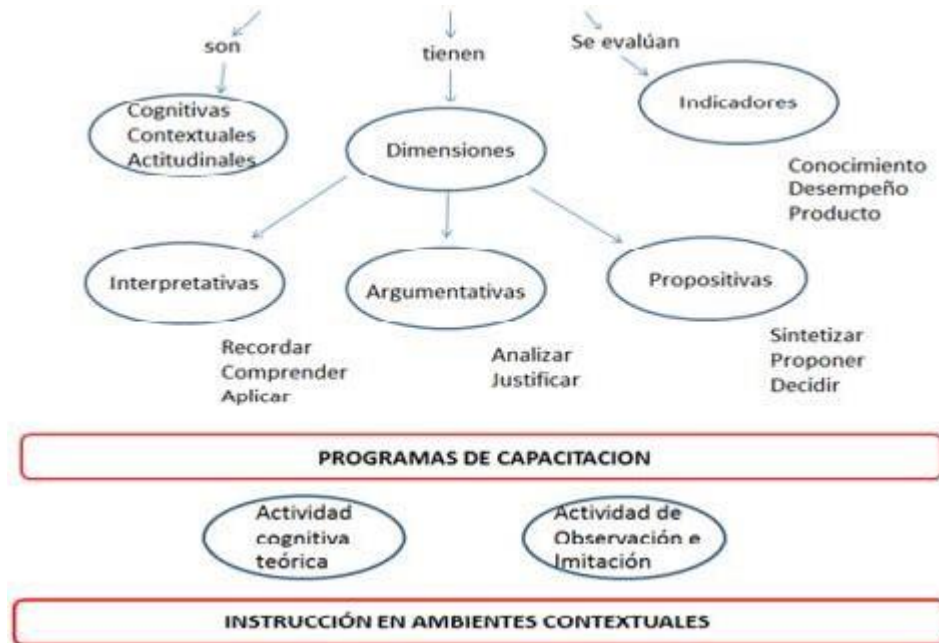 son
tienen
Se evalúan
Cognitivas
Contextuales
Actitudinales
Dimensiones
Indicadores
Conocimiento
Desempeño
Producto
Interpretativas
Argumentativas
Propositivas
Recordar
Comprender
Aplicar
Analizar
Justificar
Sintetizar
Proponer
Decidir
PROGRAMAS DE CAPACITACION
Actividad
cognitiva
teórica
Actividad de
Observación e
Imitación
INSTRUCCIÓN EN AMBIENTES CONTEXTUALES